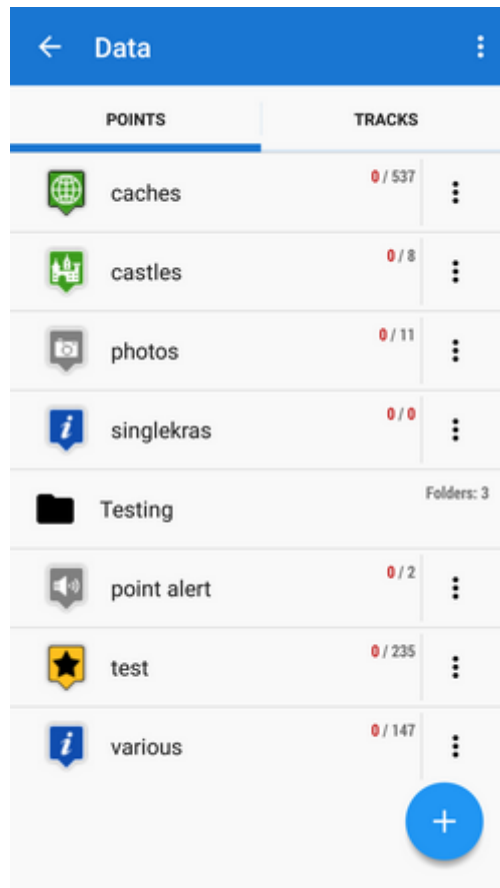 Data
POINTS TRACKS
caches 0 / 537
castles 0 / 8
photos 0 / 11
i singlekras 0 / 0
Testing Folders: 3
point alert 0 / 2
test 0 / 235
i various 0 / 147